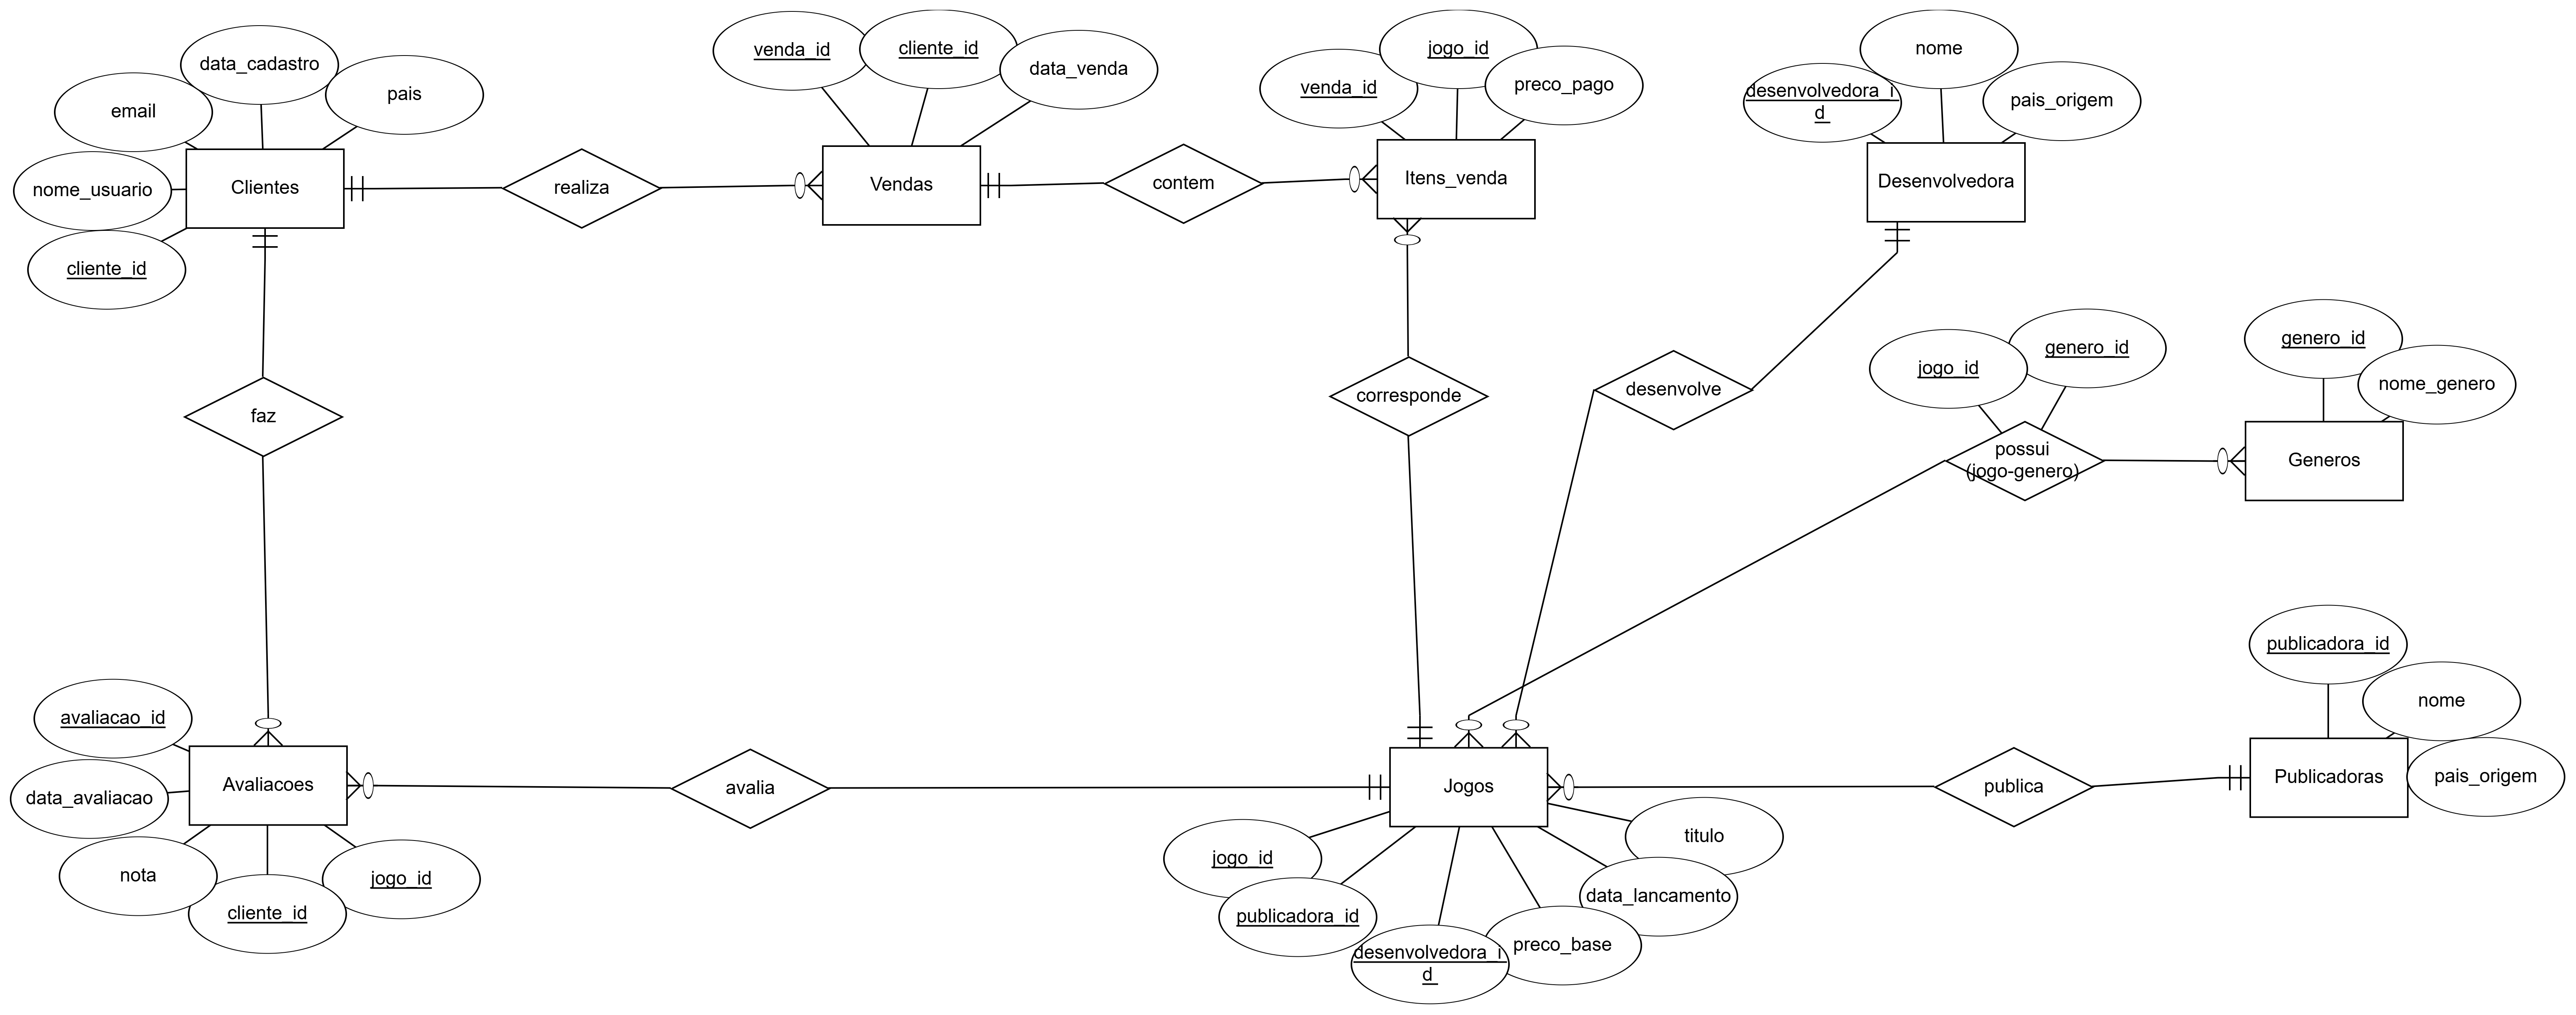 data_cadastro
email
pais
nome_usuario
Clientes
cliente_id
realiza
venda_id
cliente_id
data_venda
Vendas
contem
venda_id
jogo_id
preco_pago
Itens_venda
desenvolvedora_i
d
nome
pais_origem
Desenvolvedora
faz
corresponde
desenvolve
jogo_id
genero_id
possui
(jogo-genero)
genero_id
nome_genero
Generos
avaliacao_id
data_avaliacao
Avaliacoes
nota
cliente_id
jogo_id
avalia
Jogos
jogo_id
publicadora_id
desenvolvedora_i
d
preco_base
data_lancamento
titulo
publica
publicadora_id
nome
Publicadoras
pais_origem